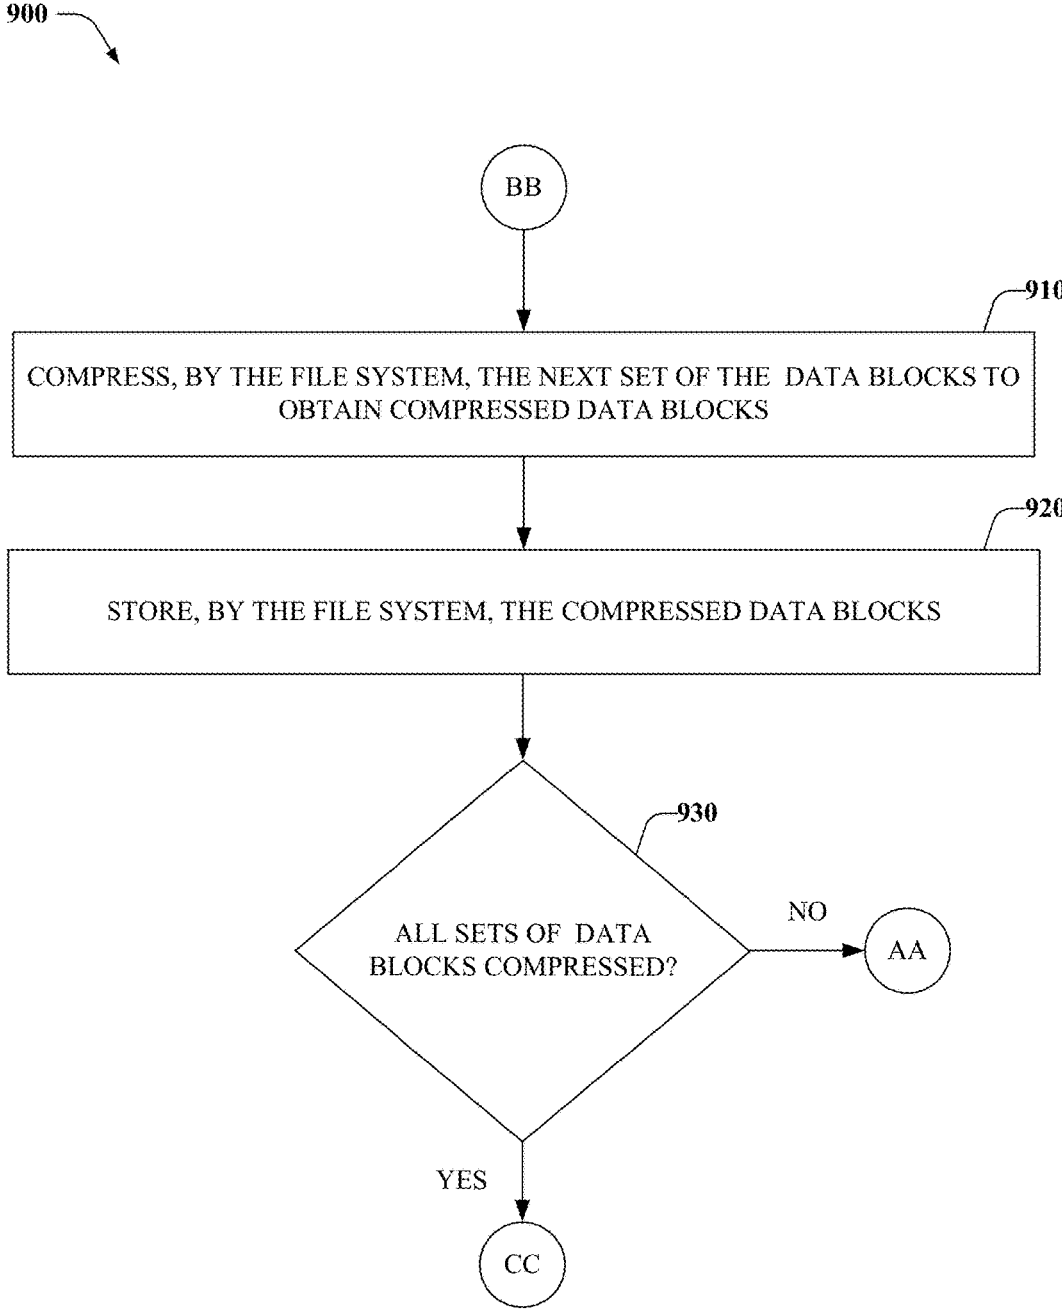 900
BB
910
COMPRESS, BY THE FILE SYSTEM, THE NEXT SET OF THE DATA BLOCKS TO
OBTAIN COMPRESSED DATA BLOCKS
920
STORE, BY THE FILE SYSTEM, THE COMPRESSED DATA BLOCKS
930
ALL SETS OF DATA
BLOCKS COMPRESSED?
NO
AA
YES
CC